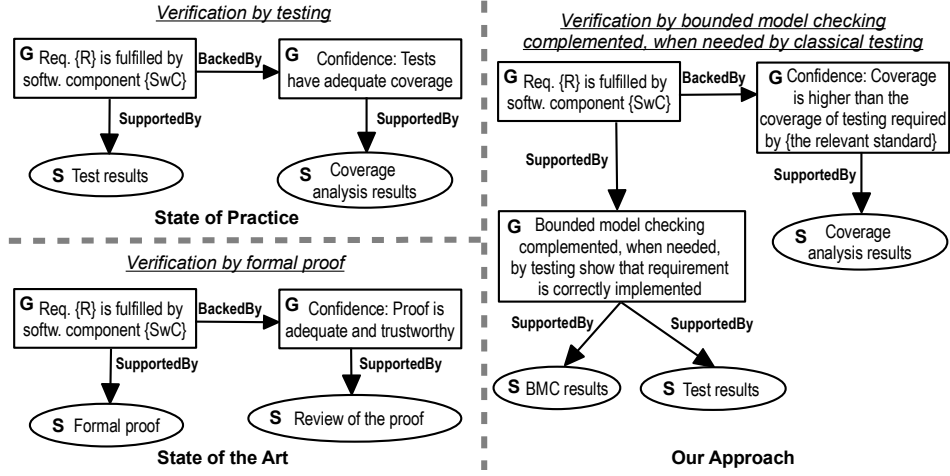 Verification by testing
G Req. {R} is fulfilled by
softw. component {SwC}
BackedBy
G Confidence: Tests
have adequate coverage
SupportedBy
SupportedBy
S Test results
S Coverage
analysis results
State of Practice
Verification by formal proof
G Req. {R} is fulfilled by
softw. component {SwC}
BackedBy
G Confidence: Proof is
adequate and trustworthy
SupportedBy
SupportedBy
S Formal proof
S Review of the proof
State of the Art
Verification by bounded model checking
complemented, when needed by classical testing
G Req. {R} is fulfilled by
softw. component {SwC}
BackedBy
G Confidence: Coverage
is higher than the
coverage of testing required
by {the relevant standard}
SupportedBy
SupportedBy
G Bounded model checking
complemented, when needed,
by testing show that requirement
is correctly implemented
S Coverage
analysis results
SupportedBy
SupportedBy
S BMC results
S Test results
Our Approach